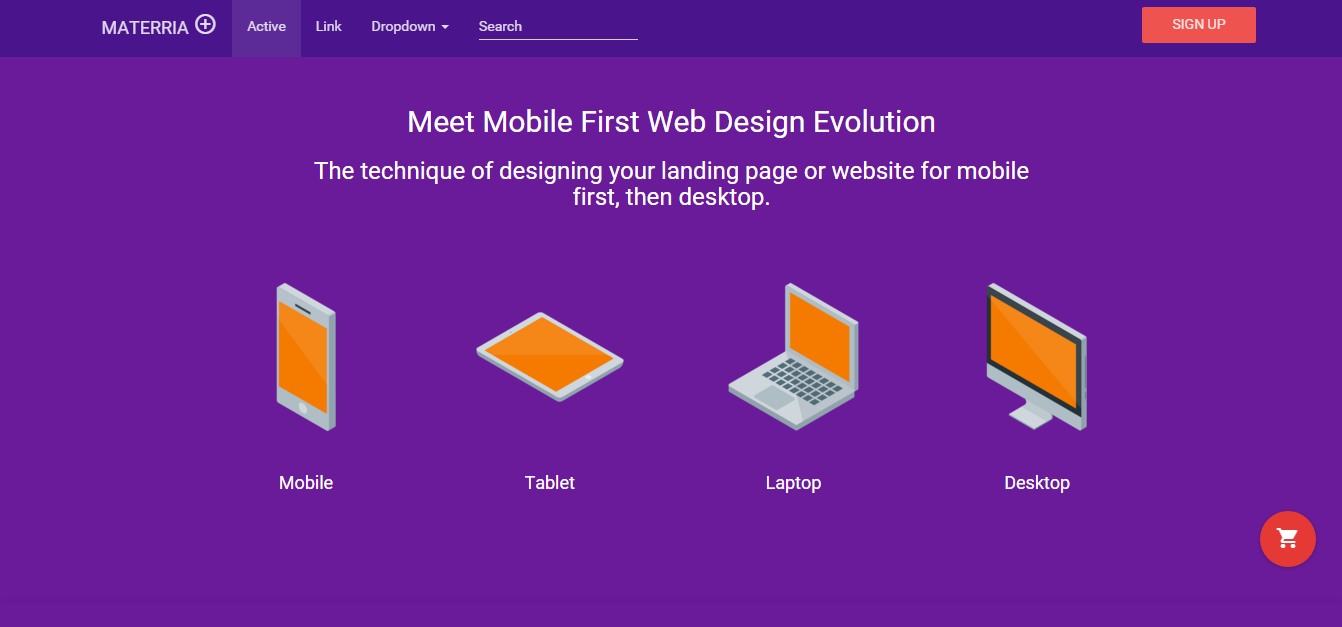 MATERRIA
Active
Link
Dropdown
Search
SIGN UP
Meet Mobile First Web Design Evolution
The technique of designing your landing page or website for mobile
first, then desktop.
Mobile
Tablet
Laptop
Desktop